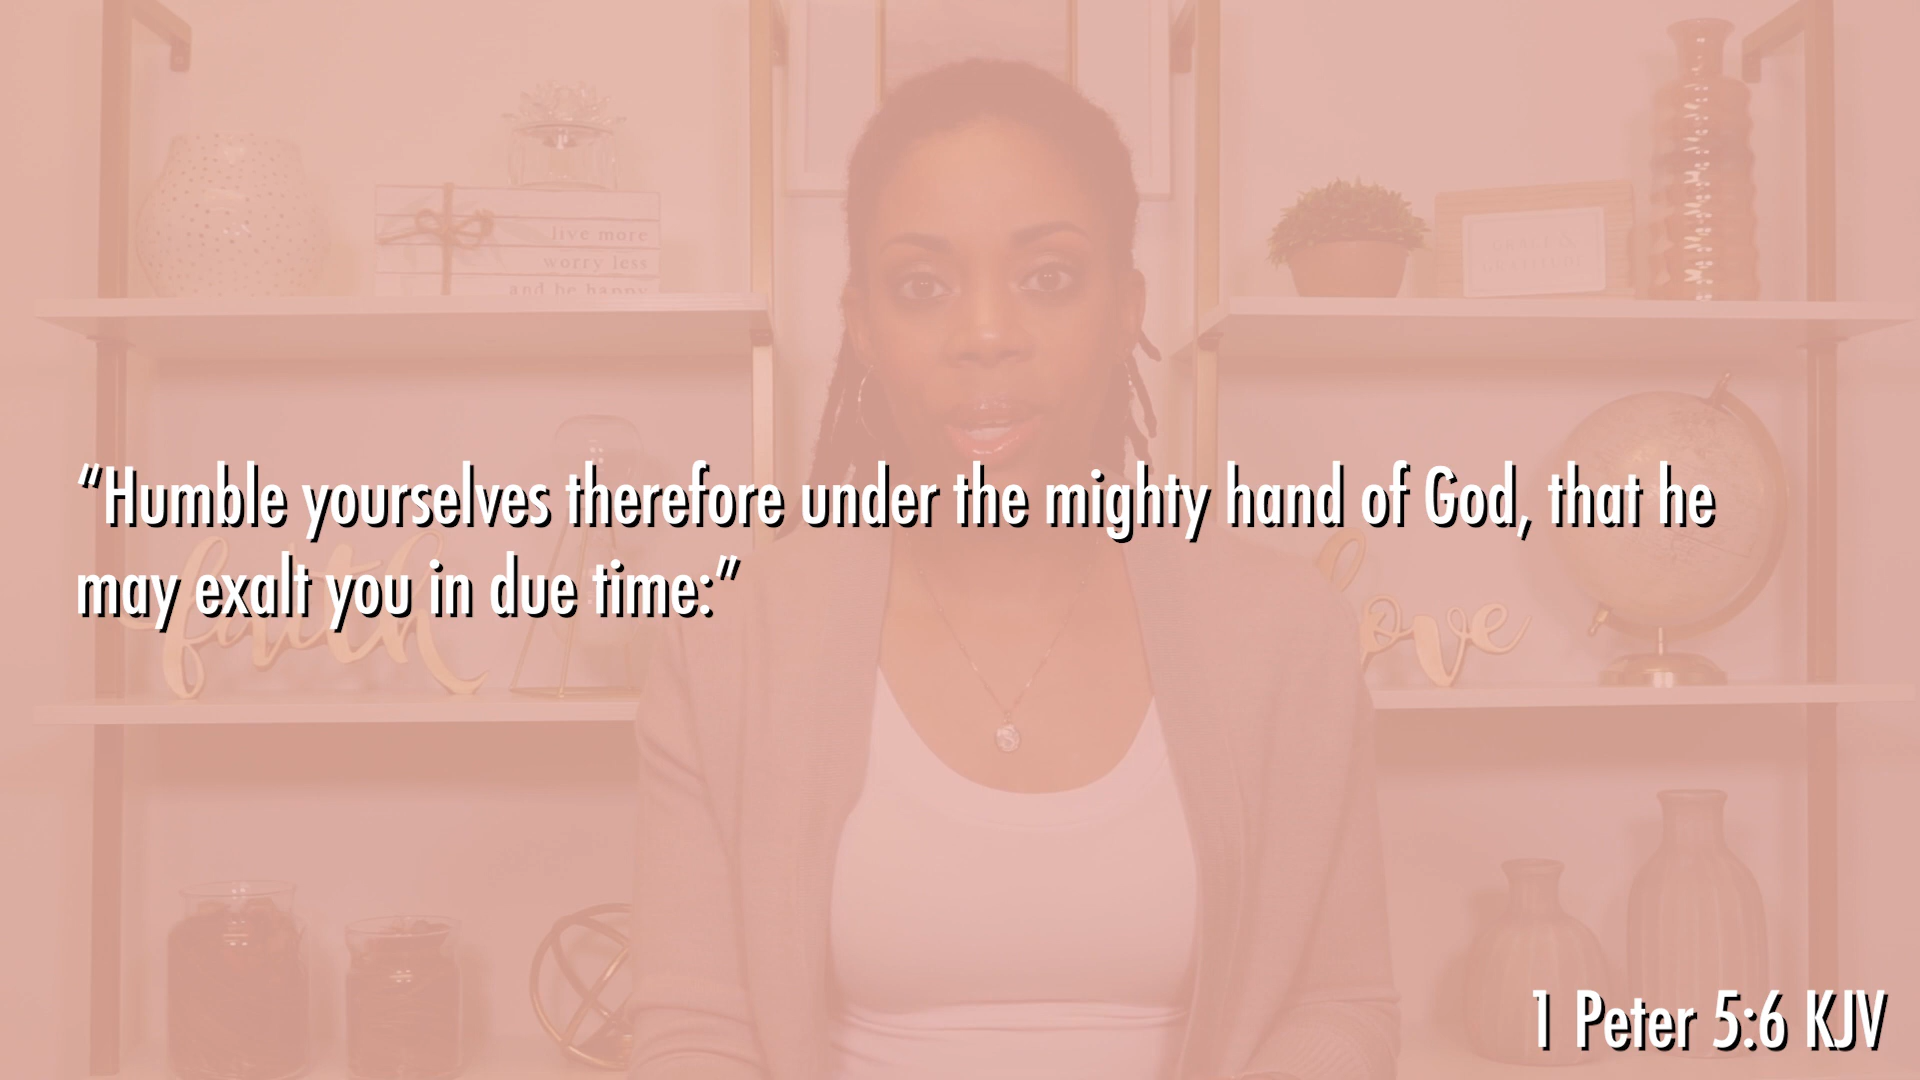 live more
worry less
and be happy
“Humble yourselves therefore under the mighty hand of God, that he
may exalt you in due time:”
faith
love
1 Peter 5:6 KJV